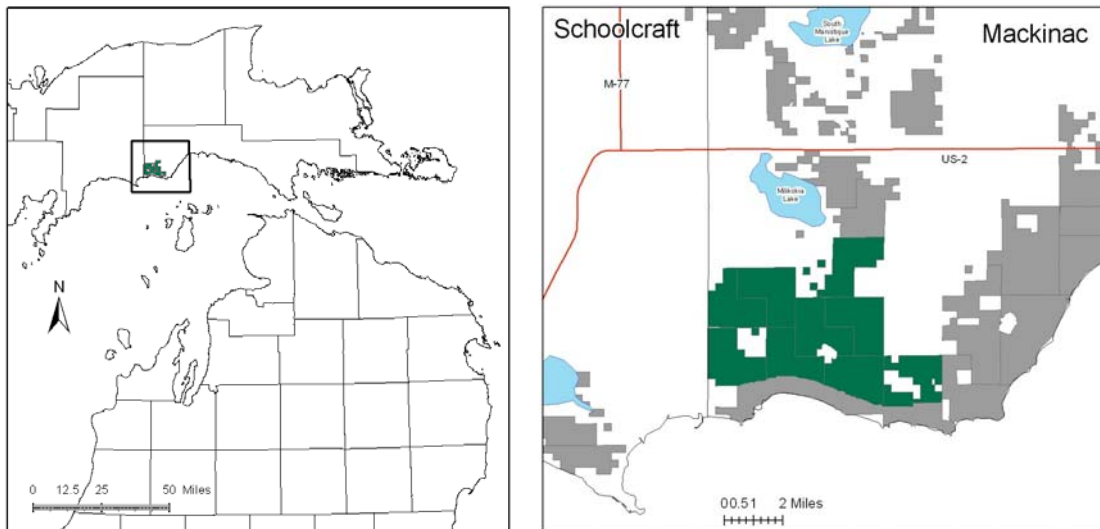 N
0 12.5 25 50 Miles
Schoolcraft
Mackinac
South
Manistique
Lake
M-77
US-2
Milakokia
Lake
00.51 2 Miles